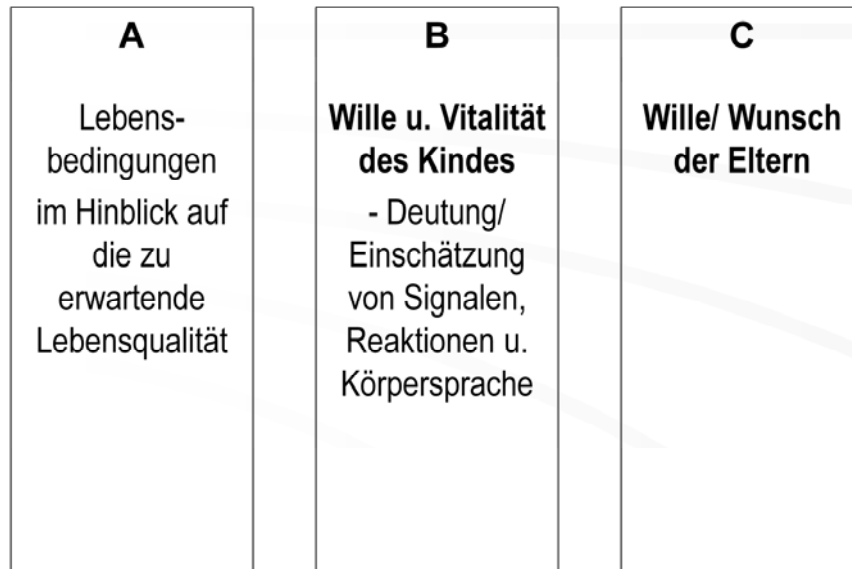 A
Lebens-
bedingungen
im Hinblick auf
die zu
erwartende
Lebensqualität
B
Wille u. Vitalität
des Kindes
- Deutung/
Einschätzung
von Signalen,
Reaktionen u.
Körpersprache
C
Wille/ Wunsch
der Eltern